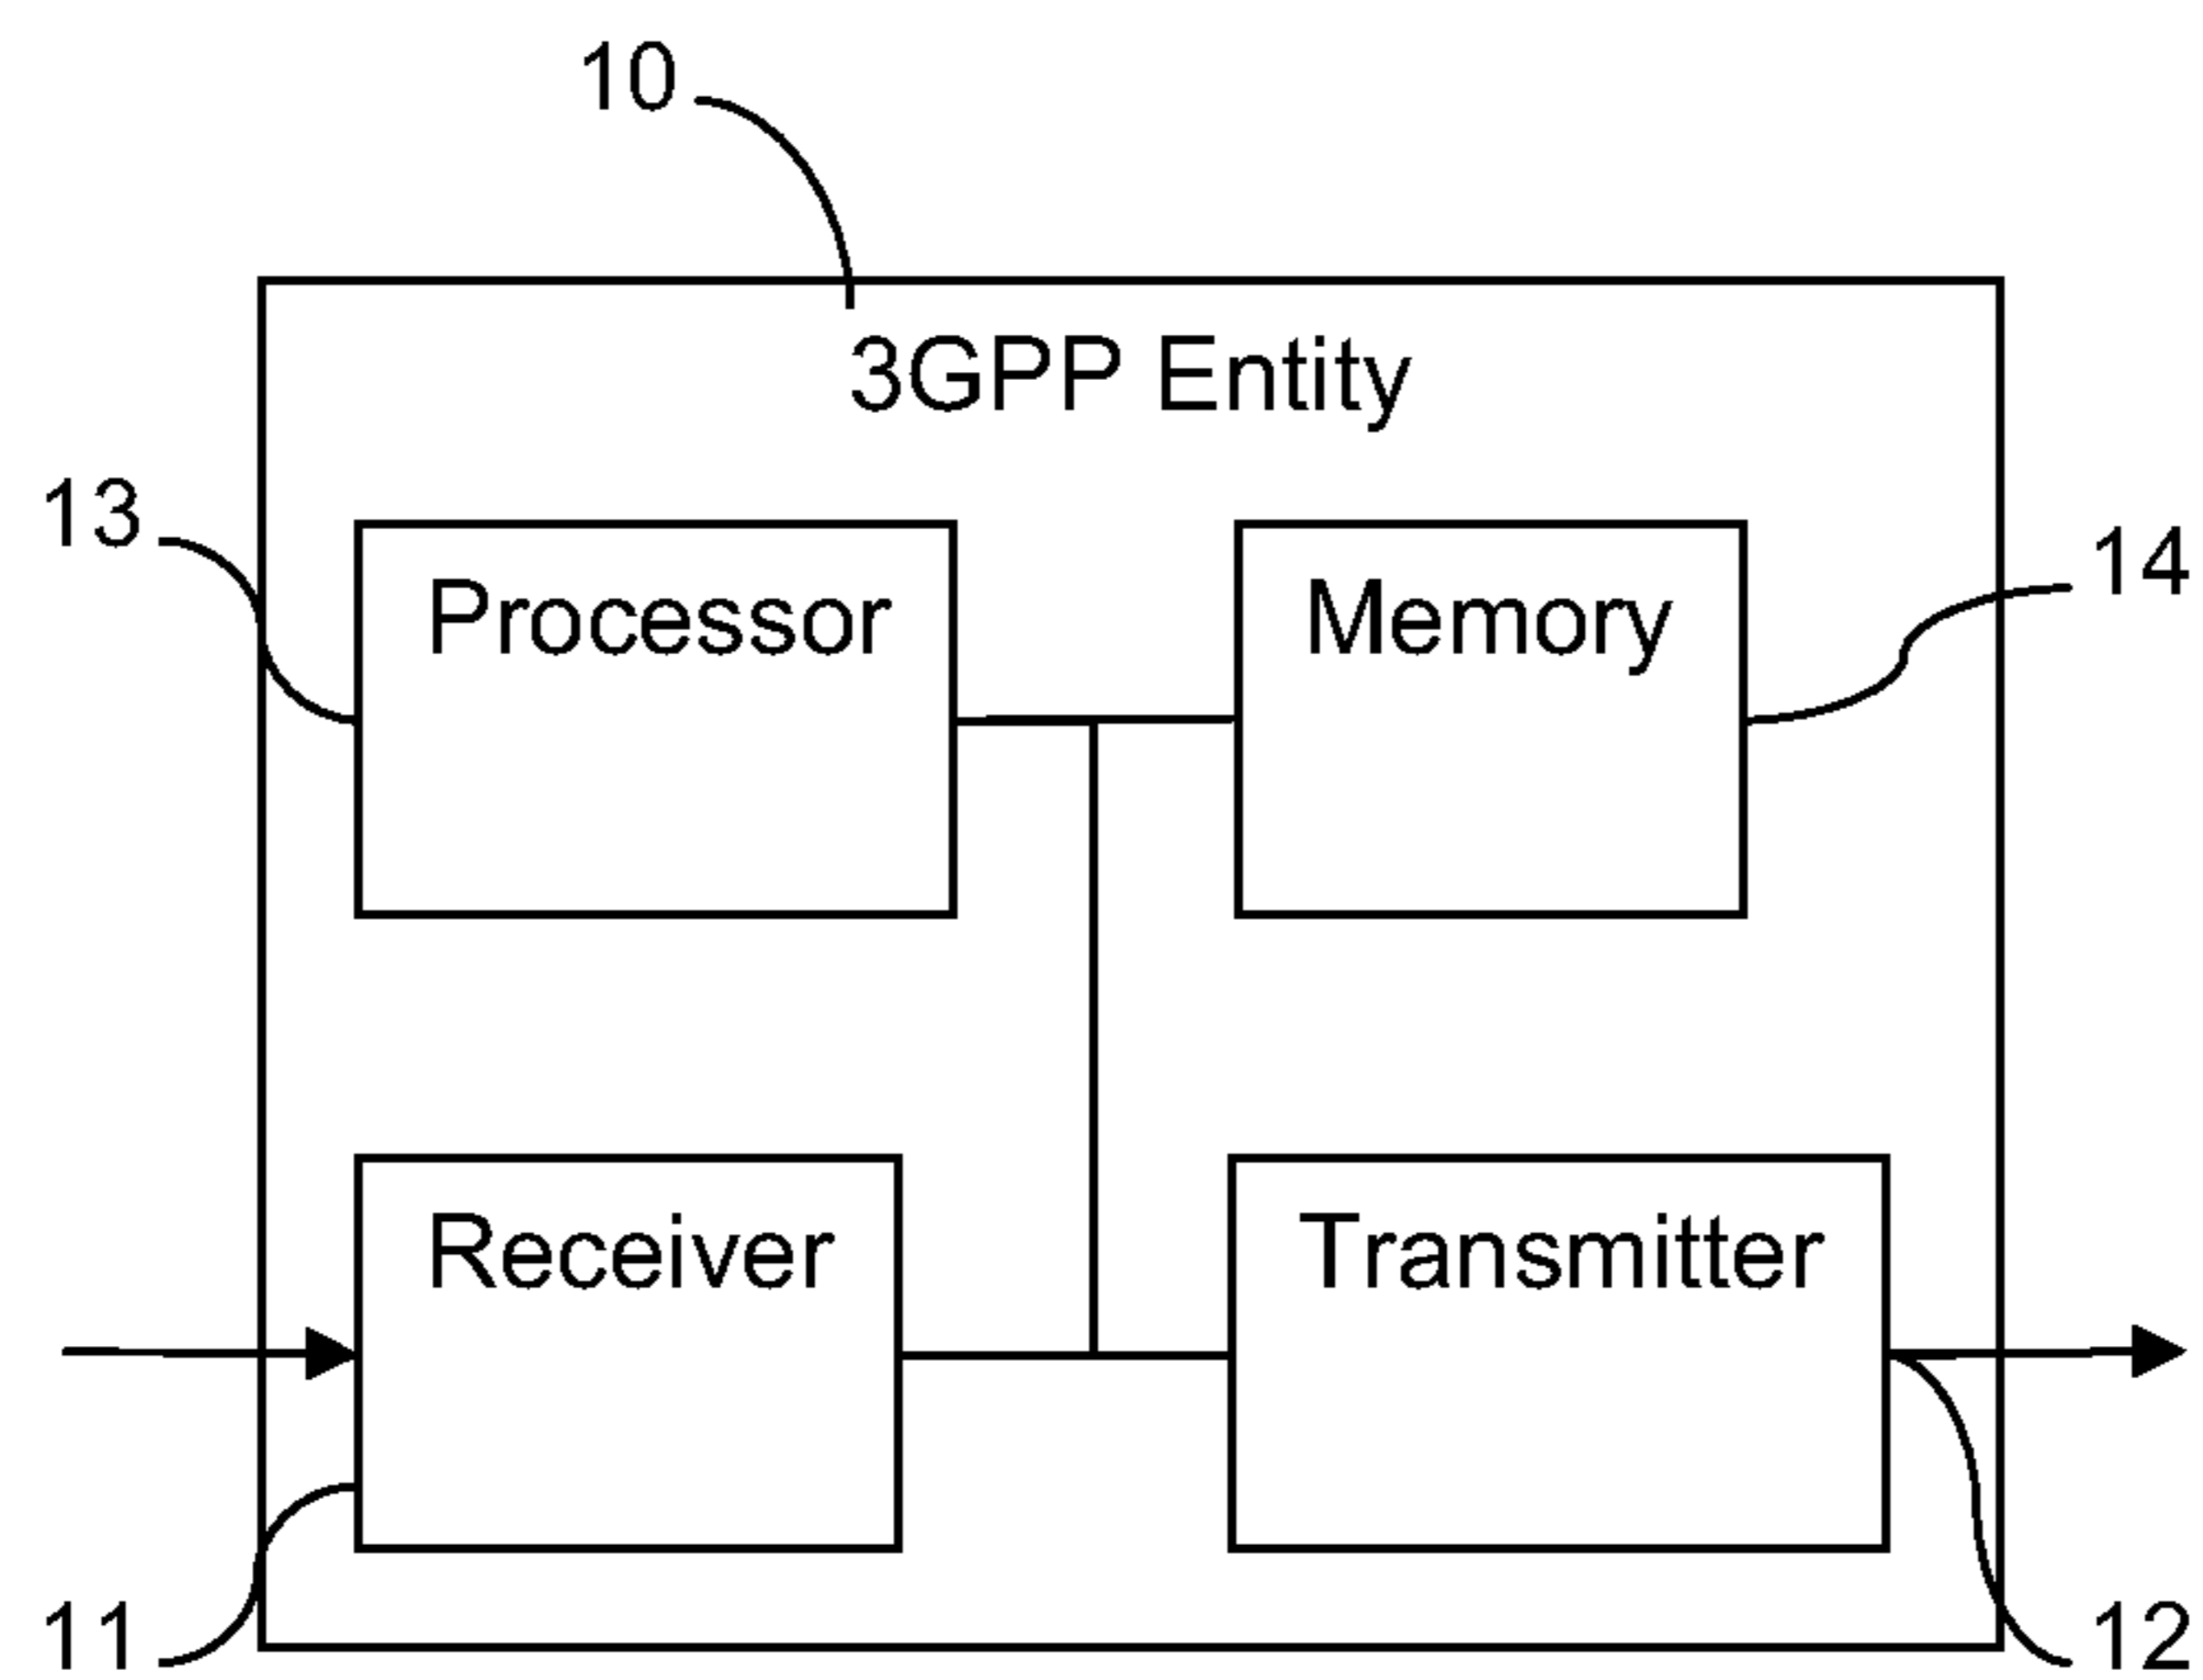 10
3GPP Entity
13
Processor
Memory
14
Receiver
Transmitter
11
12